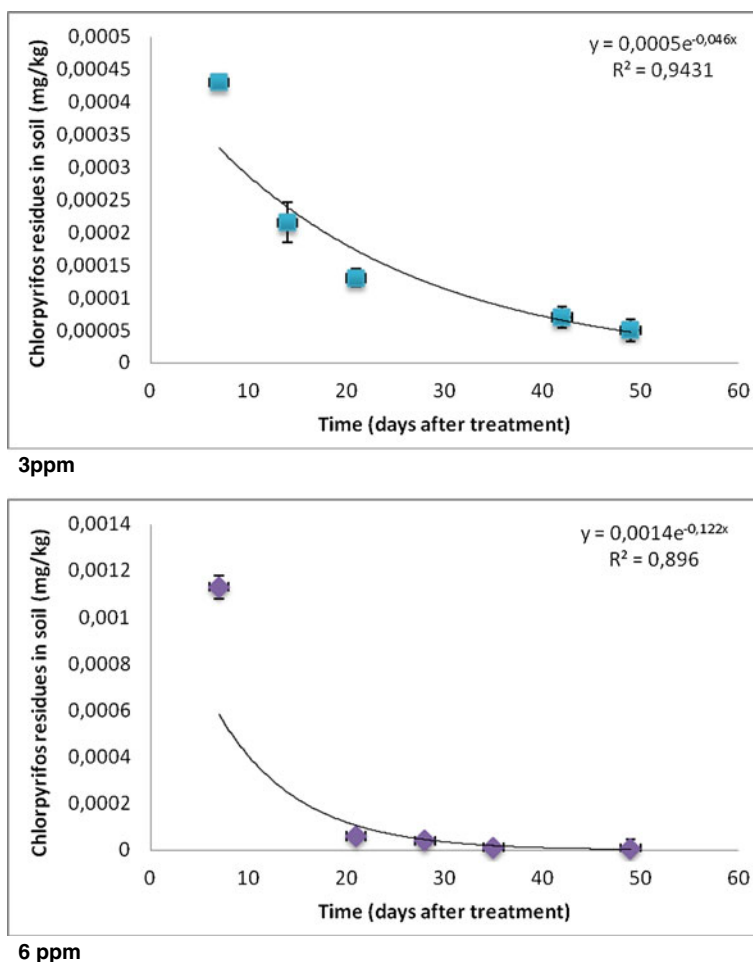 Chlorpyrifos residues in soil (mg/kg)
0,0005
0,00045
0,0004
0,00035
0,0003
0,00025
0,0002
0,00015
0,0001
0,00005
0
y = 0,0005e^-0,046x
R² = 0,9431
0 10 20 30 40 50 60
Time (days after treatment)
3ppm
Chlorpyrifos residues in soil (mg/kg)
0,0014
0,0012
0,001
0,0008
0,0006
0,0004
0,0002
0
y = 0,0014e^-0,122x
R² = 0,896
0 10 20 30 40 50 60
Time (days after treatment)
6 ppm